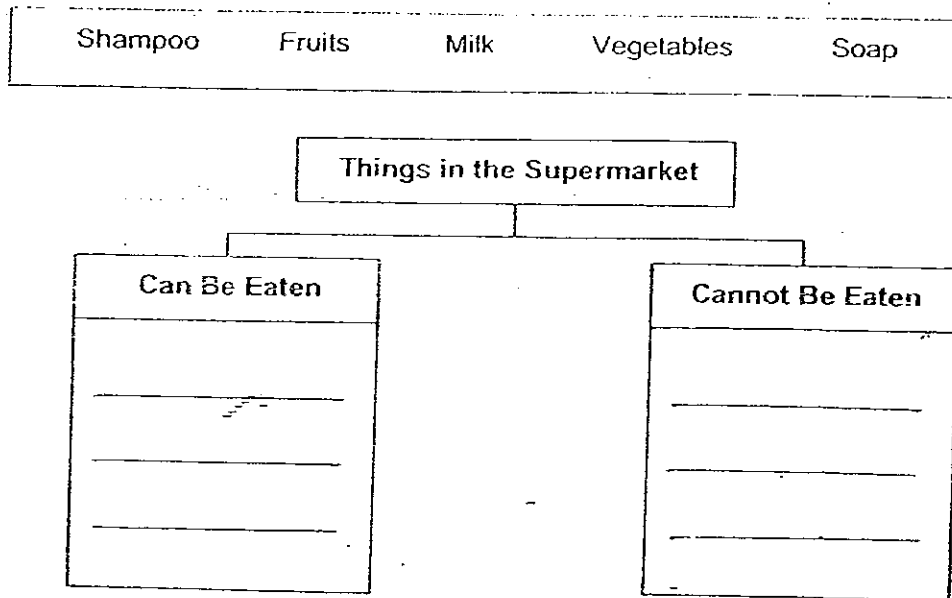 Shampoo Fruits Milk Vegetables Soap
Things in the Supermarket
Can Be Eaten
Cannot Be Eaten